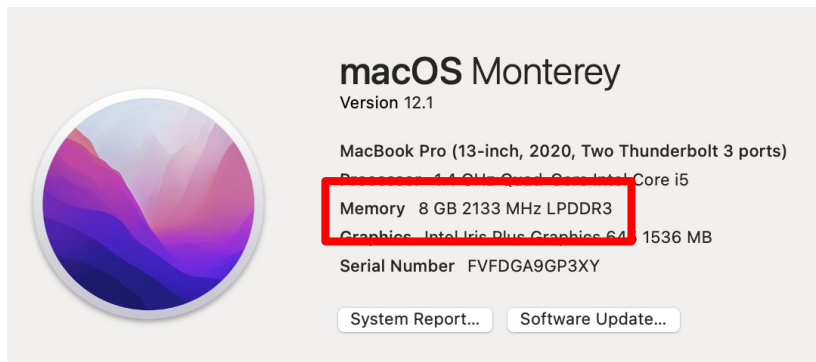 macOS Monterey
Version 12.1
MacBook Pro (13-inch, 2020, Two Thunderbolt 3 ports)
Processor 1.4 GHz Quad-Core Intel Core i5
Memory 8 GB 2133 MHz LPDDR3
Graphics Intel Iris Plus Graphics 645 1536 MB
Serial Number FVFDGA9GP3XY
System Report... Software Update...